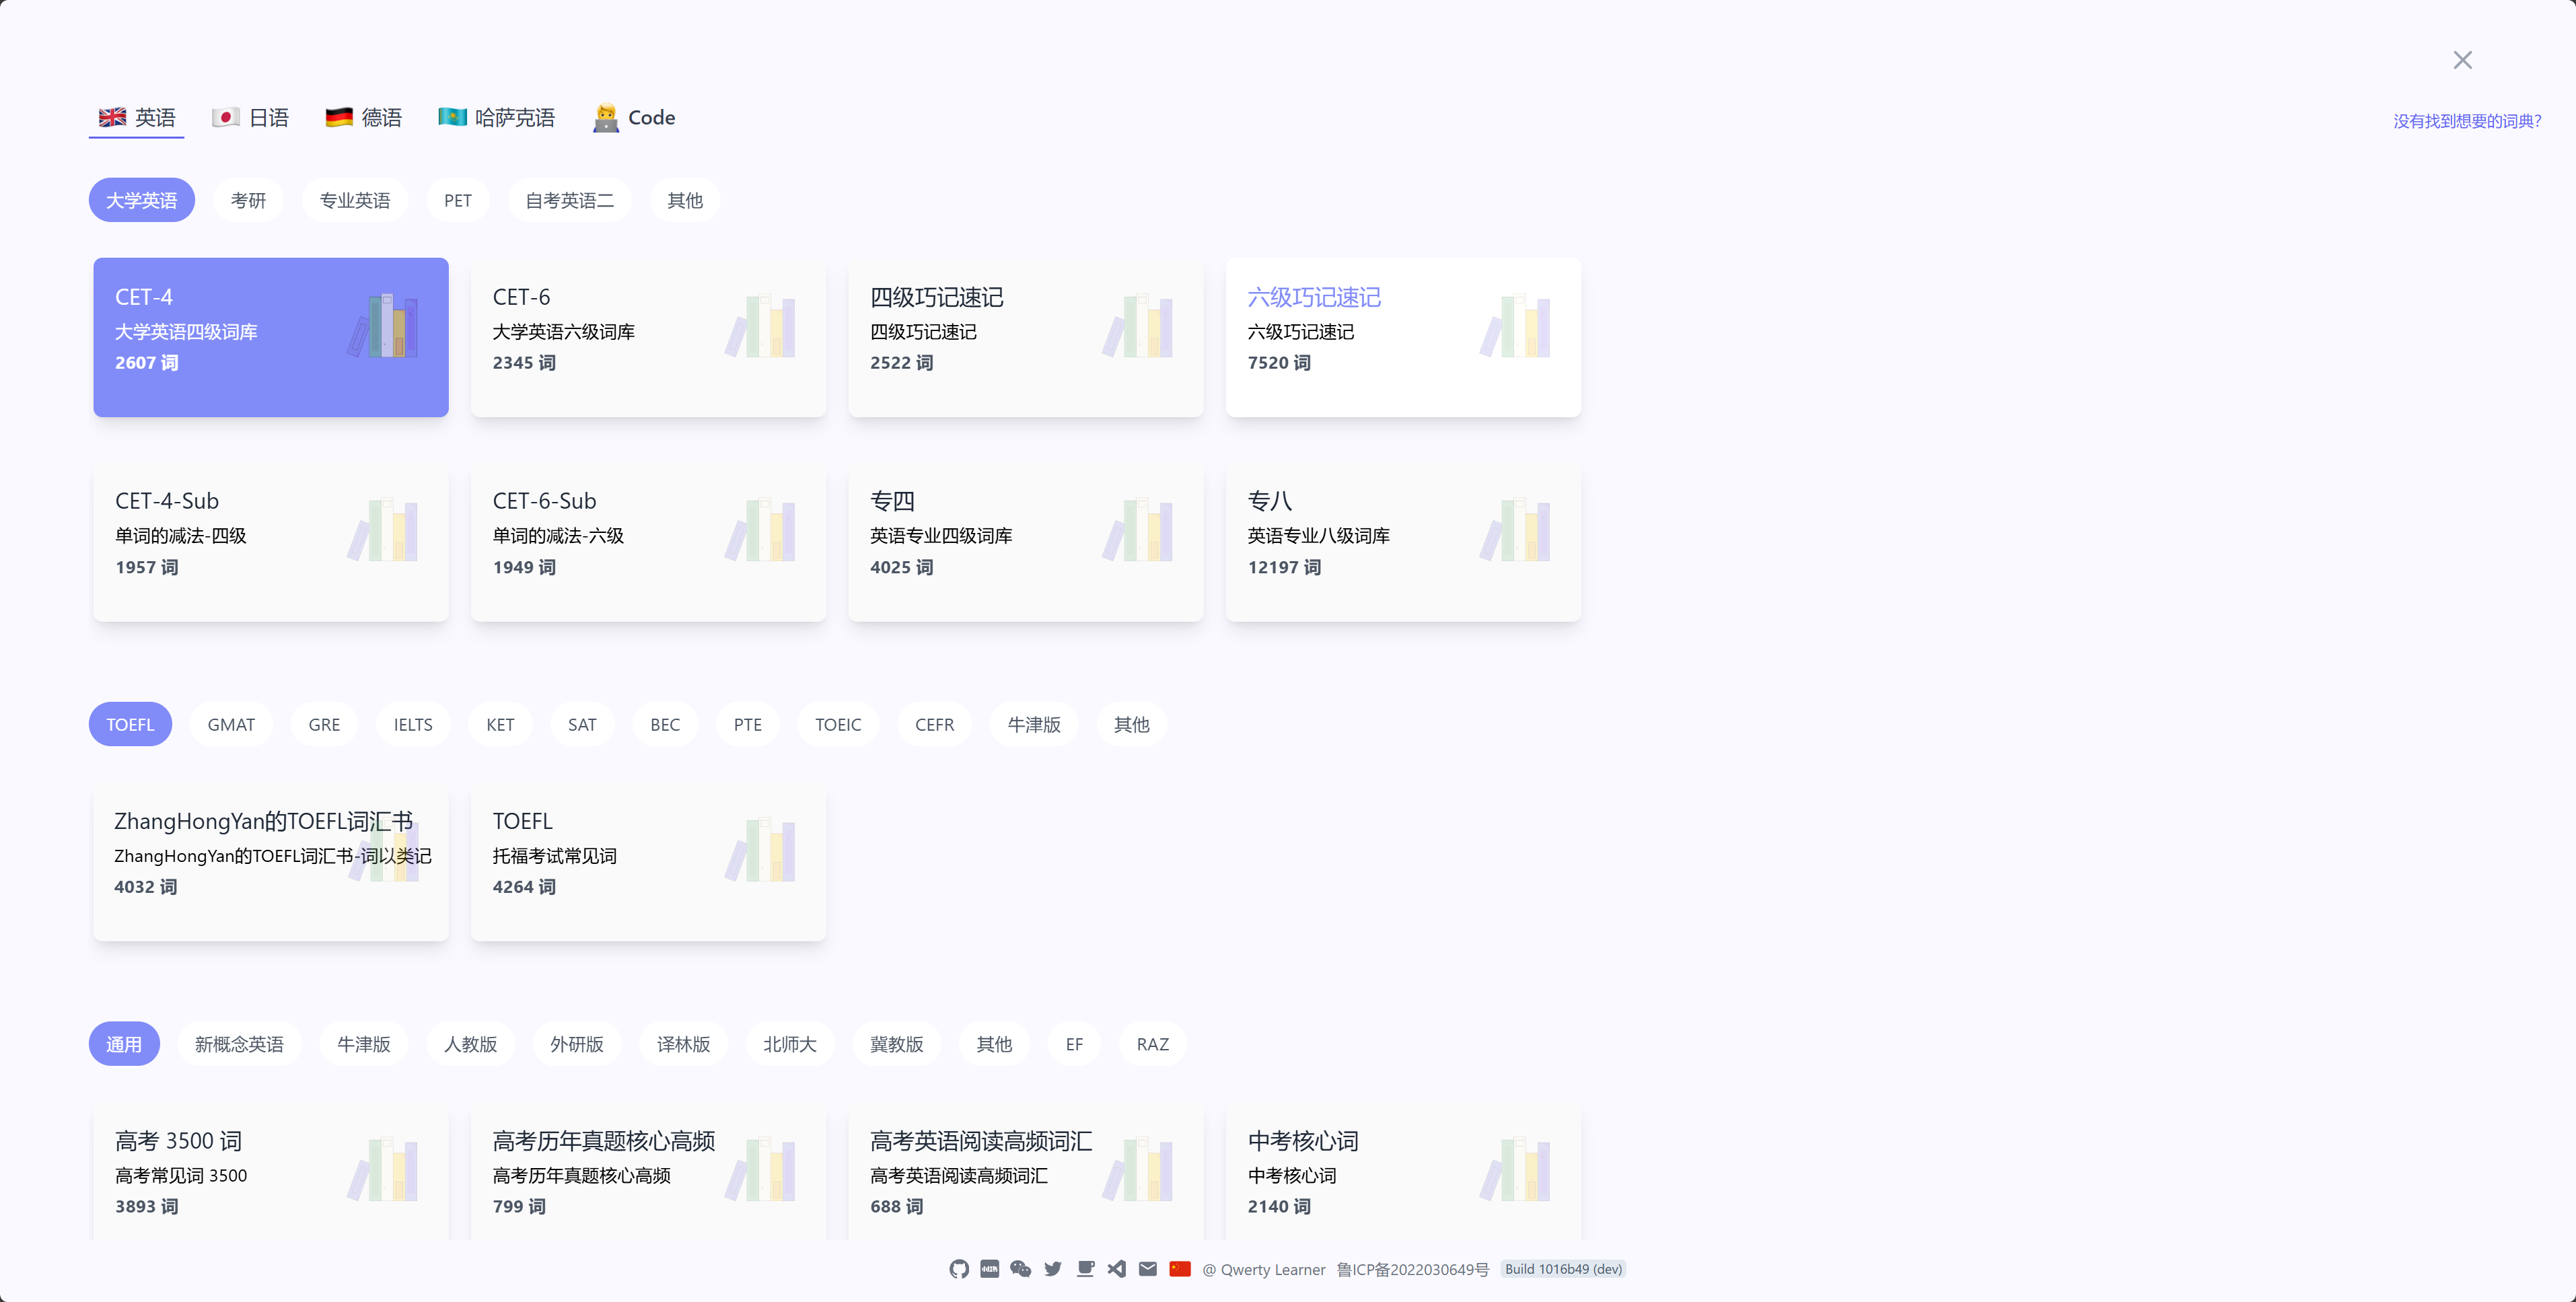 英语 日语 德语 哈萨克语 Code
没有找到想要的词典?
大学英语 考研 专业英语 PET 自考英语二 其他
CET-4
大学英语四级词库
2607 词
CET-6
大学英语六级词库
2345 词
四级巧记速记
四级巧记速记
2522 词
六级巧记速记
六级巧记速记
7520 词
CET-4-Sub
单词的减法-四级
1957 词
CET-6-Sub
单词的减法-六级
1949 词
专四
英语专业四级词库
4025 词
专八
英语专业八级词库
12197 词
TOEFL GMAT GRE IELTS KET SAT BEC PTE TOEIC CEFR 牛津版 其他
ZhangHongYan的TOEFL词汇书
ZhangHongYan的TOEFL词汇书-词以类记
4032 词
TOEFL
托福考试常见词
4264 词
通用 新概念英语 牛津版 人教版 外研版 译林版 北师大 冀教版 其他 EF RAZ
高考 3500 词
高考常见词 3500
3893 词
高考历年真题核心高频
高考历年真题核心高频
799 词
高考英语阅读高频词汇
高考英语阅读高频词汇
688 词
中考核心词
中考核心词
2140 词
@ Qwerty Learner 鲁ICP备2022030649号 Build 1016b49 (dev)